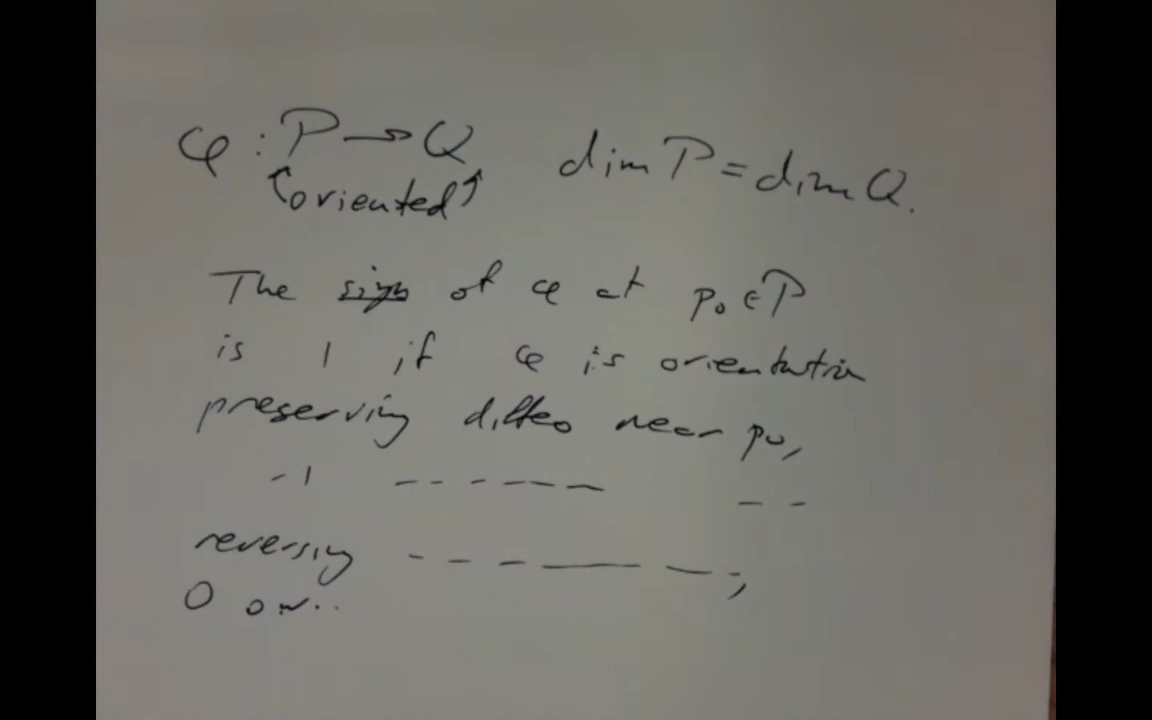 φ : P → Q dim P = dim Q.
(oriented)
The sign of φ at p₀ ∈ P
is 1 if φ is orientation
preserving diffeo near p₀,
-1 - - - - - - - -
reversing - - - - - ,
0 o.w..